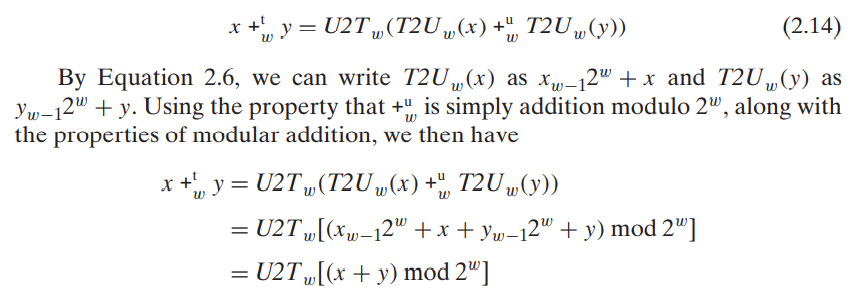 x +ᵗ_w y = U2T_w(T2U_w(x) +ᵘ_w T2U_w(y)) (2.14)
By Equation 2.6, we can write T2U_w(x) as x_{w−1}2^w + x and T2U_w(y) as
y_{w−1}2^w + y. Using the property that +ᵘ_w is simply addition modulo 2^w, along with
the properties of modular addition, we then have
x +ᵗ_w y = U2T_w(T2U_w(x) +ᵘ_w T2U_w(y))
= U2T_w[(x_{w−1}2^w + x + y_{w−1}2^w + y) mod 2^w]
= U2T_w[(x + y) mod 2^w]